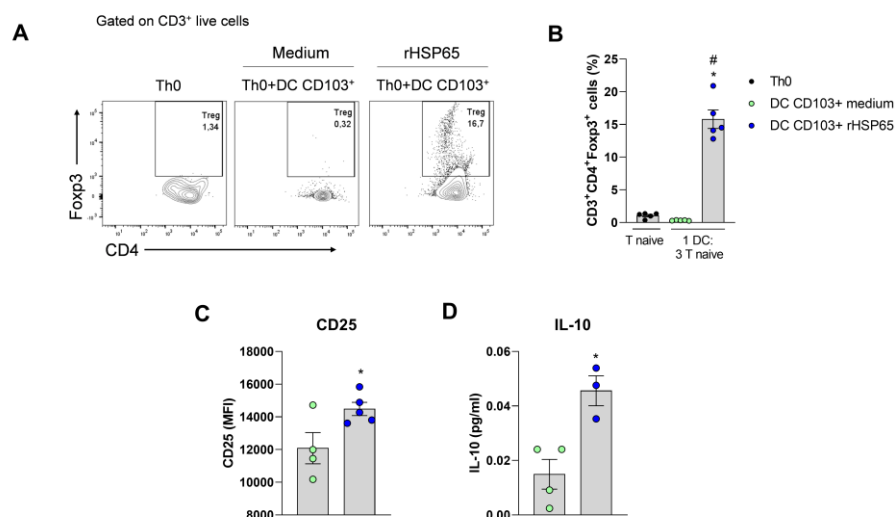 Gated on CD3⁺ live cells
A
Medium
rHSP65
Th0
Th0+DC CD103⁺
Th0+DC CD103⁺
Treg
1,34
Treg
0,32
Treg
16,7
Foxp3
CD4
B
CD3⁺CD4⁺Foxp3⁺ cells (%)
25
20
15
10
5
0
#
*
T naive
1 DC:
3 T naive
Th0
DC CD103+ medium
DC CD103+ rHSP65
C
CD25
CD25 (MFI)
18000
16000
14000
12000
10000
8000
*
D
IL-10
IL-10 (pg/ml)
0.06
0.04
0.02
0.00
*